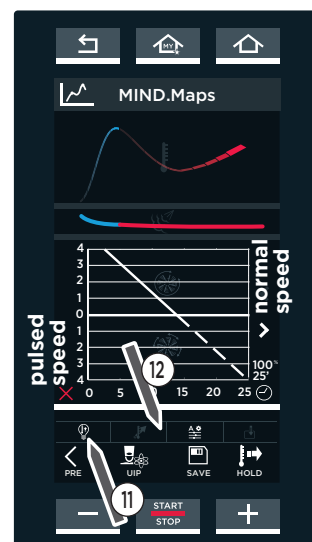 MY
MIND.Maps
4
3
2
1
0
1
2
3
4
pulsed
speed
normal
speed
100%
25'
0 5 10 15 20 25
12
PRE UIP SAVE HOLD
11
START
STOP